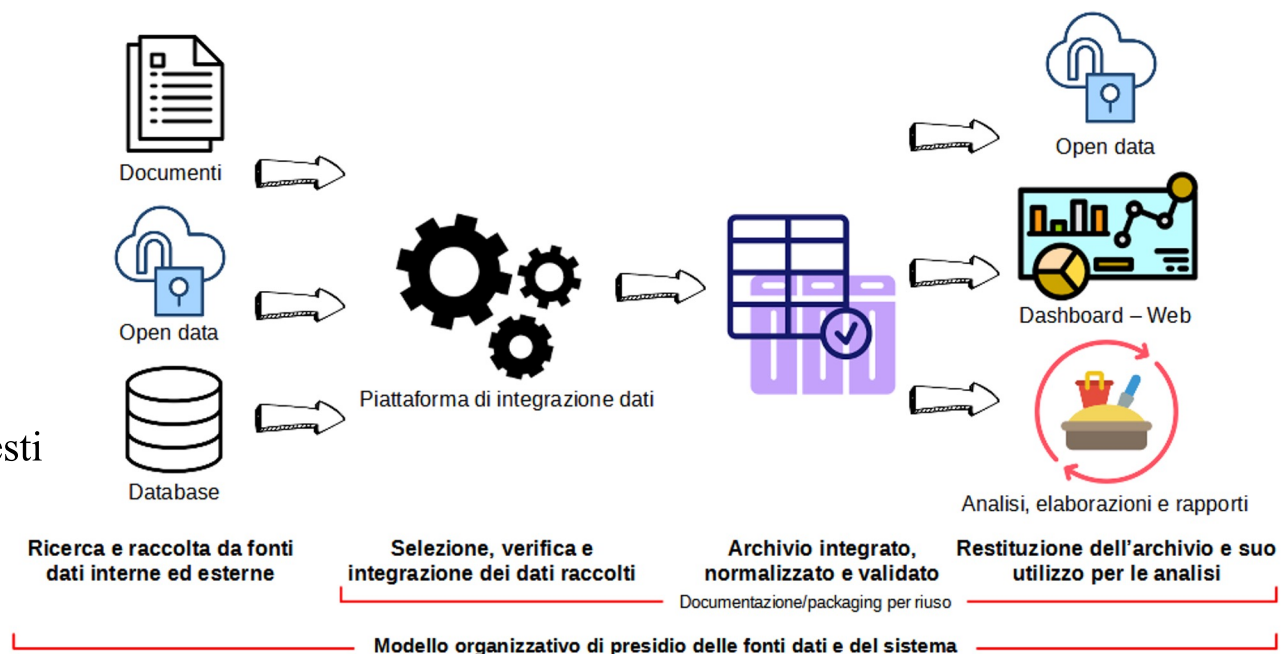 Documenti
Open data
Database
esti
Piattaforma di integrazione dati
Open data
Dashboard – Web
Analisi, elaborazioni e rapporti
Ricerca e raccolta da fonti
dati interne ed esterne
Selezione, verifica e
integrazione dei dati raccolti
Archivio integrato,
normalizzato e validato
Restituzione dell'archivio e suo
utilizzo per le analisi
Documentazione/packaging per riuso
Modello organizzativo di presidio delle fonti dati e del sistema